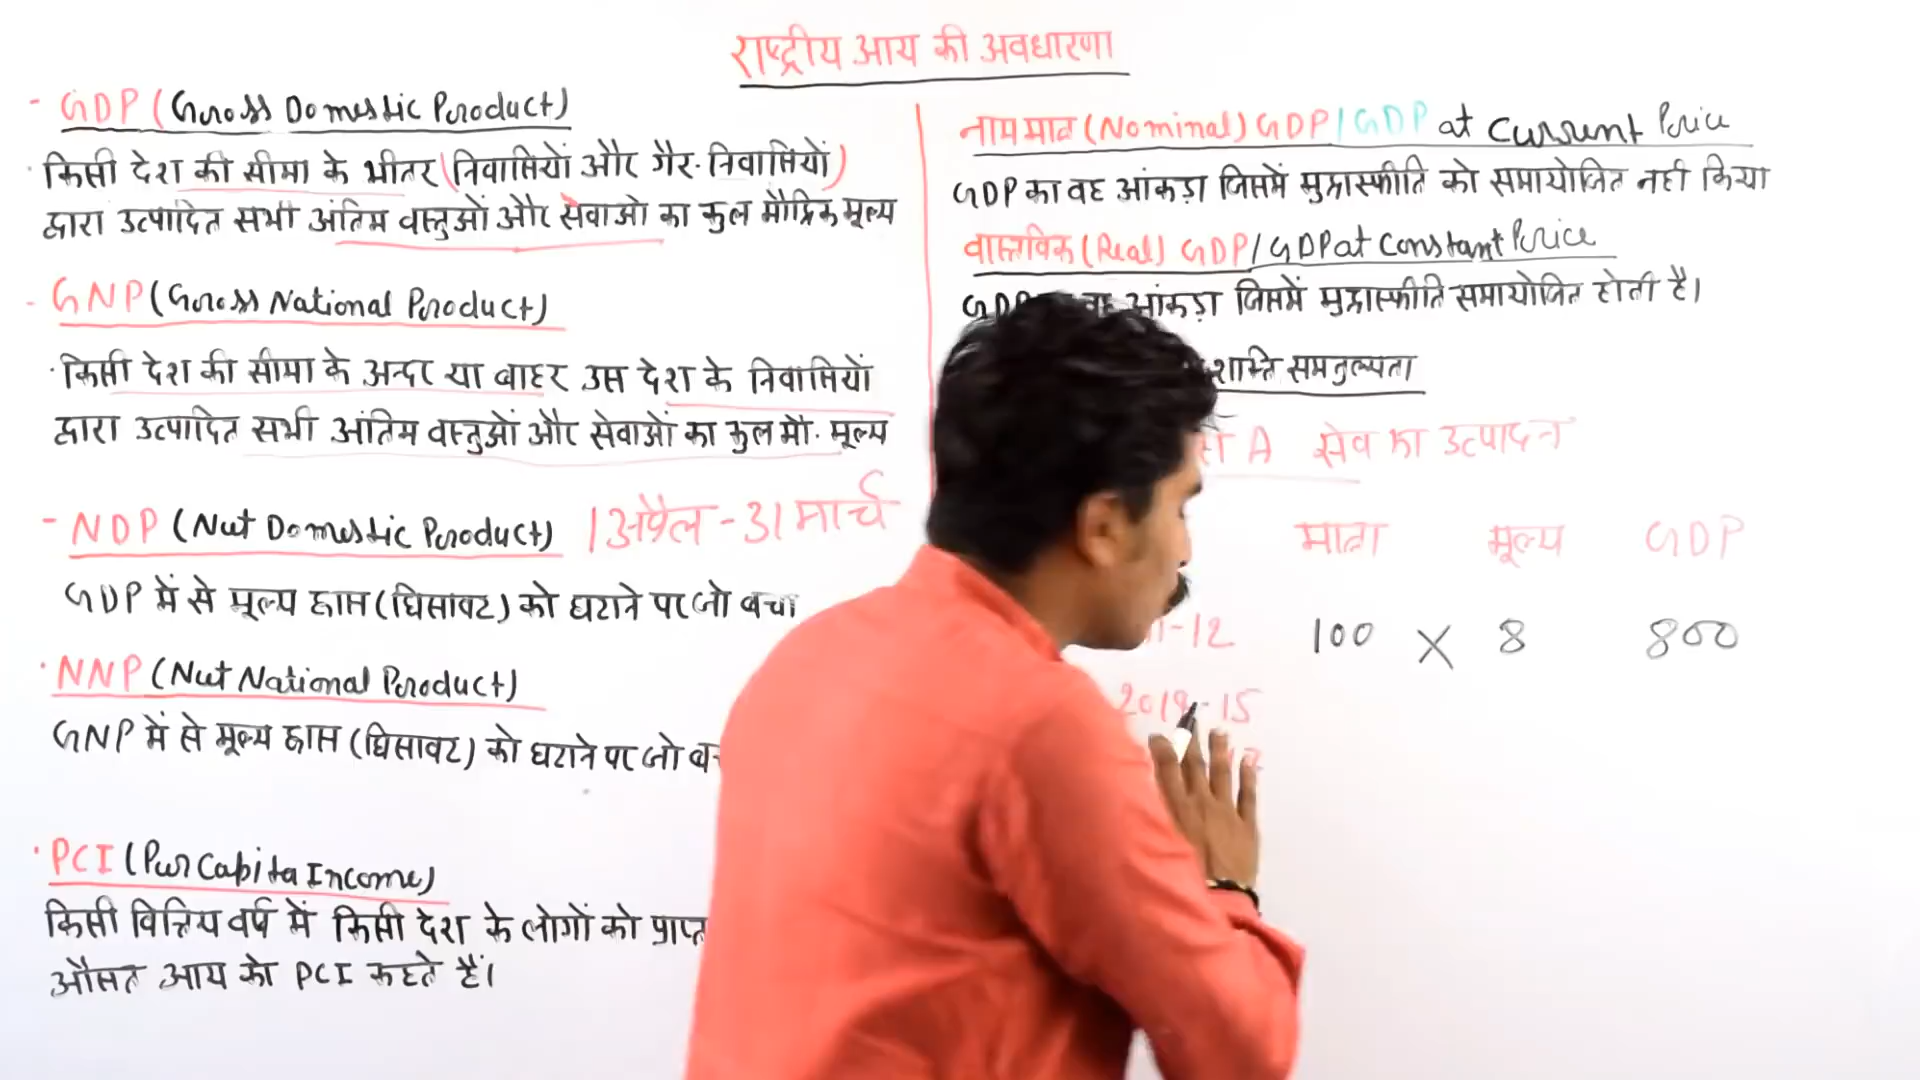 राष्ट्रीय आय की अवधारणा
- GDP (Gross Domestic Product)
किसी देश की सीमा के भीतर (निवासियों और गैर-निवासियों)
द्वारा उत्पादित सभी अंतिम वस्तुओं और सेवाओ का कुल मौद्रिक मूल्य
- GNP (Gross National Product)
· किसी देश की सीमा के अन्दर या बाहर उस देश के निवासियों
द्वारा उत्पादित सभी अंतिम वस्तुओं और सेवाओं का कुल मौ. मूल्य
- NDP (Net Domestic Product) 1 अप्रैल - 31 मार्च
GDP में से मूल्य ह्रास (घिसावट) को घटाने पर जो बचा
· NNP (Net National Product)
GNP में से मूल्य ह्रास (घिसावट) को घटाने पर जो
· PCI (Per Capita Income)
किसी वित्तिय वर्ष में किसी देश के लोगों को प्राप्त
औसत आय को PCI कहते हैं।
नाममात्र (Nominal) GDP / GDP at Current Price
GDP का वह आंकड़ा जिसमें मुद्रास्फीति को समायोजित नही किया
वास्तविक (Real) GDP / GDP at Constant Price
GDP वह आंकड़ा जिसमें मुद्रास्फीति समायोजित होती है।
शक्ति समतुल्यता
A सेव का उत्पादन
मात्रा मूल्य GDP
-12 100 X 8 800
-15